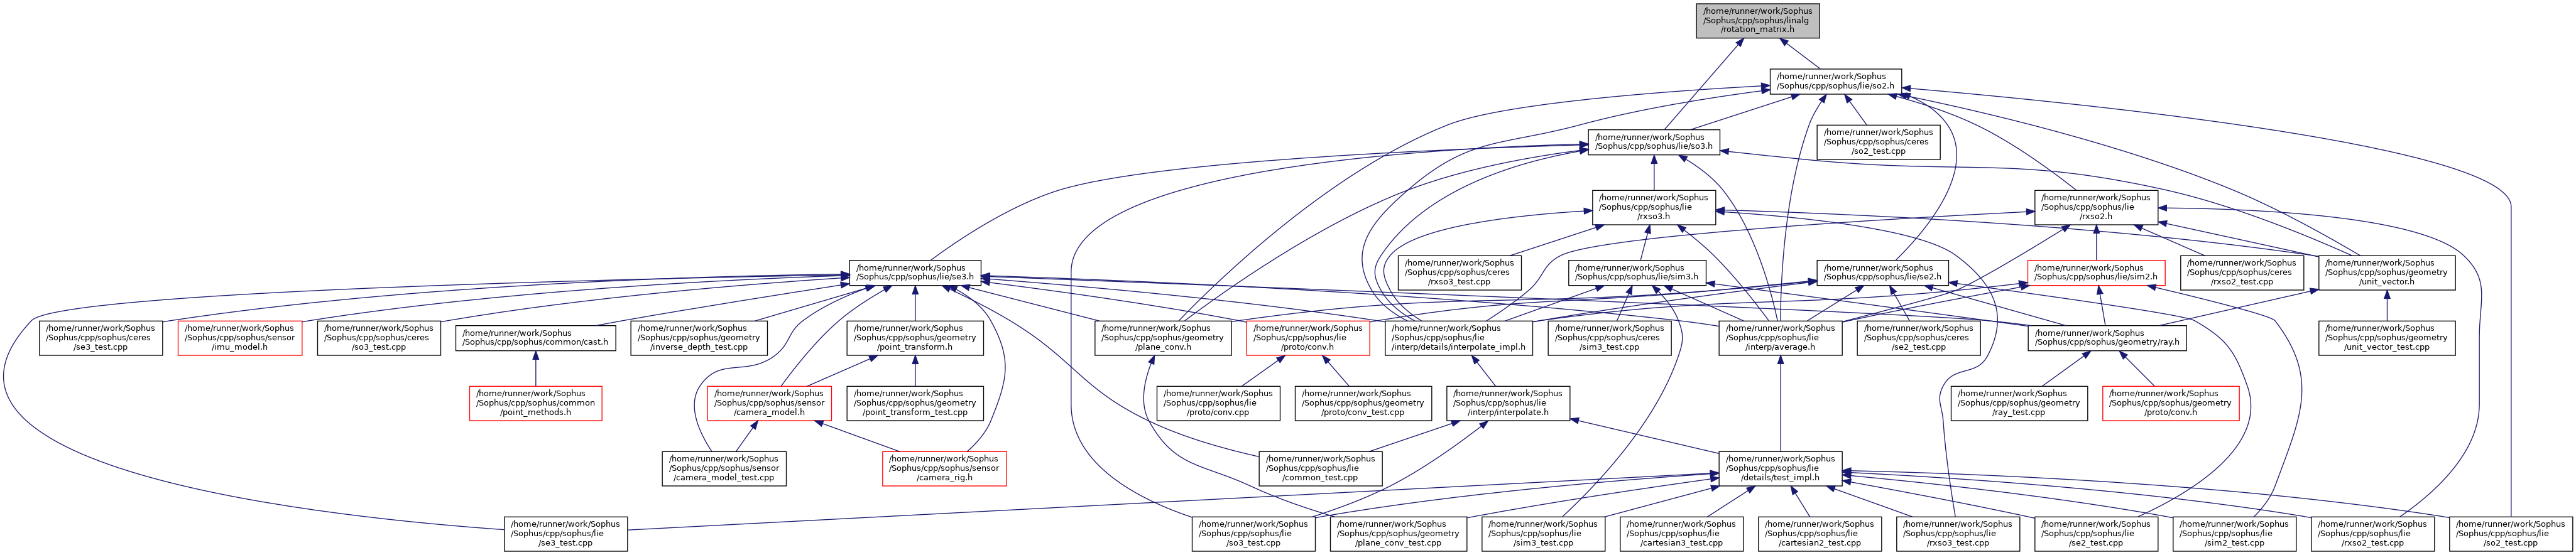 /home/runner/work/Sophus
/Sophus/cpp/sophus/linalg
/rotation_matrix.h
/home/runner/work/Sophus
/Sophus/cpp/sophus/lie/so2.h
/home/runner/work/Sophus
/Sophus/cpp/sophus/lie/so3.h
/home/runner/work/Sophus
/Sophus/cpp/sophus/ceres
/so2_test.cpp
/home/runner/work/Sophus
/Sophus/cpp/sophus/lie
/rxso3.h
/home/runner/work/Sophus
/Sophus/cpp/sophus/lie
/rxso2.h
/home/runner/work/Sophus
/Sophus/cpp/sophus/lie/se3.h
/home/runner/work/Sophus
/Sophus/cpp/sophus/ceres
/rxso3_test.cpp
/home/runner/work/Sophus
/Sophus/cpp/sophus/lie/sim3.h
/home/runner/work/Sophus
/Sophus/cpp/sophus/lie/se2.h
/home/runner/work/Sophus
/Sophus/cpp/sophus/lie/sim2.h
/home/runner/work/Sophus
/Sophus/cpp/sophus/ceres
/rxso2_test.cpp
/home/runner/work/Sophus
/Sophus/cpp/sophus/geometry
/unit_vector.h
/home/runner/work/Sophus
/Sophus/cpp/sophus/ceres
/se3_test.cpp
/home/runner/work/Sophus
/Sophus/cpp/sophus/sensor
/imu_model.h
/home/runner/work/Sophus
/Sophus/cpp/sophus/ceres
/so3_test.cpp
/home/runner/work/Sophus
/Sophus/cpp/sophus/common/cast.h
/home/runner/work/Sophus
/Sophus/cpp/sophus/geometry
/inverse_depth_test.cpp
/home/runner/work/Sophus
/Sophus/cpp/sophus/geometry
/point_transform.h
/home/runner/work/Sophus
/Sophus/cpp/sophus/geometry
/plane_conv.h
/home/runner/work/Sophus
/Sophus/cpp/sophus/lie
/proto/conv.h
/home/runner/work/Sophus
/Sophus/cpp/sophus/lie
/interp/details/interpolate_impl.h
/home/runner/work/Sophus
/Sophus/cpp/sophus/ceres
/sim3_test.cpp
/home/runner/work/Sophus
/Sophus/cpp/sophus/lie
/interp/average.h
/home/runner/work/Sophus
/Sophus/cpp/sophus/ceres
/se2_test.cpp
/home/runner/work/Sophus
/Sophus/cpp/sophus/geometry/ray.h
/home/runner/work/Sophus
/Sophus/cpp/sophus/geometry
/unit_vector_test.cpp
/home/runner/work/Sophus
/Sophus/cpp/sophus/common
/point_methods.h
/home/runner/work/Sophus
/Sophus/cpp/sophus/sensor
/camera_model.h
/home/runner/work/Sophus
/Sophus/cpp/sophus/geometry
/point_transform_test.cpp
/home/runner/work/Sophus
/Sophus/cpp/sophus/lie
/proto/conv.cpp
/home/runner/work/Sophus
/Sophus/cpp/sophus/geometry
/proto/conv_test.cpp
/home/runner/work/Sophus
/Sophus/cpp/sophus/lie
/interp/interpolate.h
/home/runner/work/Sophus
/Sophus/cpp/sophus/geometry
/ray_test.cpp
/home/runner/work/Sophus
/Sophus/cpp/sophus/geometry
/proto/conv.h
/home/runner/work/Sophus
/Sophus/cpp/sophus/sensor
/camera_model_test.cpp
/home/runner/work/Sophus
/Sophus/cpp/sophus/sensor
/camera_rig.h
/home/runner/work/Sophus
/Sophus/cpp/sophus/lie
/common_test.cpp
/home/runner/work/Sophus
/Sophus/cpp/sophus/lie
/details/test_impl.h
/home/runner/work/Sophus
/Sophus/cpp/sophus/lie
/se3_test.cpp
/home/runner/work/Sophus
/Sophus/cpp/sophus/lie
/so3_test.cpp
/home/runner/work/Sophus
/Sophus/cpp/sophus/geometry
/plane_conv_test.cpp
/home/runner/work/Sophus
/Sophus/cpp/sophus/lie
/sim3_test.cpp
/home/runner/work/Sophus
/Sophus/cpp/sophus/lie
/cartesian3_test.cpp
/home/runner/work/Sophus
/Sophus/cpp/sophus/lie
/cartesian2_test.cpp
/home/runner/work/Sophus
/Sophus/cpp/sophus/lie
/rxso3_test.cpp
/home/runner/work/Sophus
/Sophus/cpp/sophus/lie
/se2_test.cpp
/home/runner/work/Sophus
/Sophus/cpp/sophus/lie
/sim2_test.cpp
/home/runner/work/Sophus
/Sophus/cpp/sophus/lie
/rxso2_test.cpp
/home/runner/work/Sophus
/Sophus/cpp/sophus/lie
/so2_test.cpp